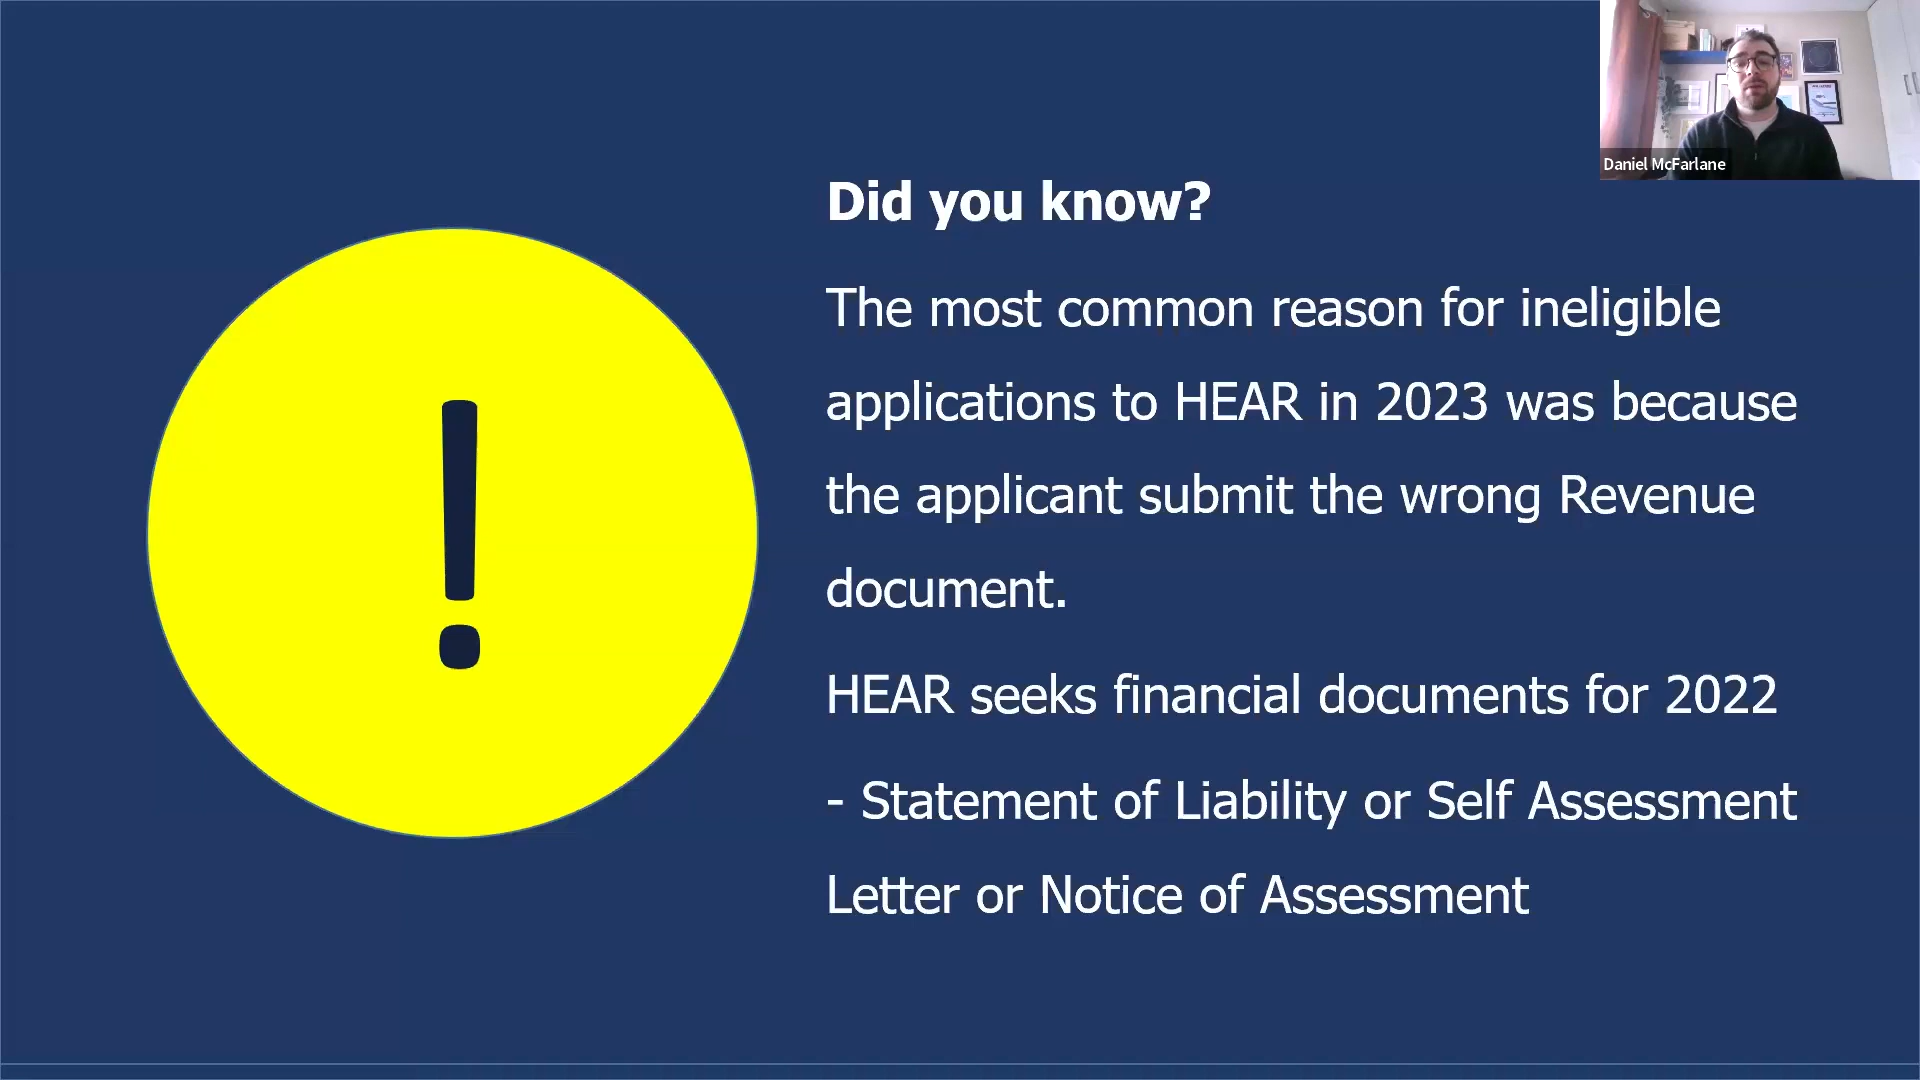 Daniel McFarlane
Did you know?
The most common reason for ineligible
applications to HEAR in 2023 was because
the applicant submit the wrong Revenue
document.
HEAR seeks financial documents for 2022
- Statement of Liability or Self Assessment
Letter or Notice of Assessment
!